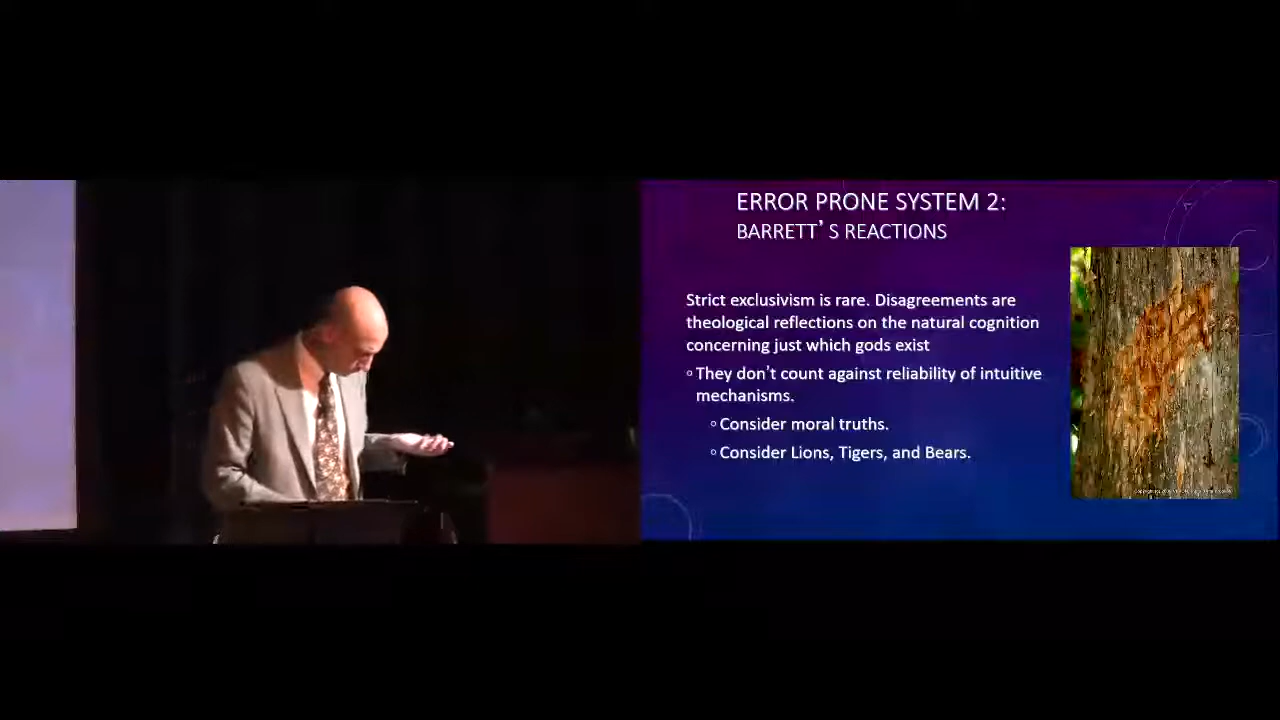 ERROR PRONE SYSTEM 2:
BARRETT’ S REACTIONS
Strict exclusivism is rare. Disagreements are
theological reflections on the natural cognition
concerning just which gods exist
They don't count against reliability of intuitive
mechanisms.
Consider moral truths.
Consider Lions, Tigers, and Bears.